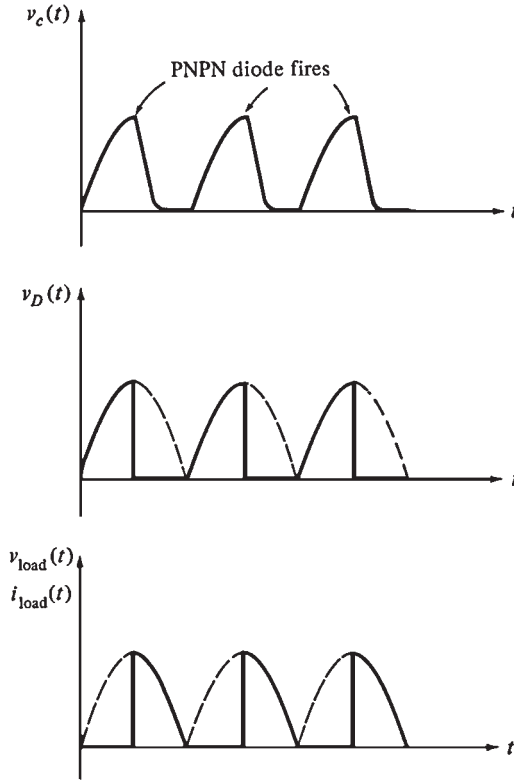 v_c(t)
PNPN diode fires
t
v_D(t)
t
v_load(t)
i_load(t)
t